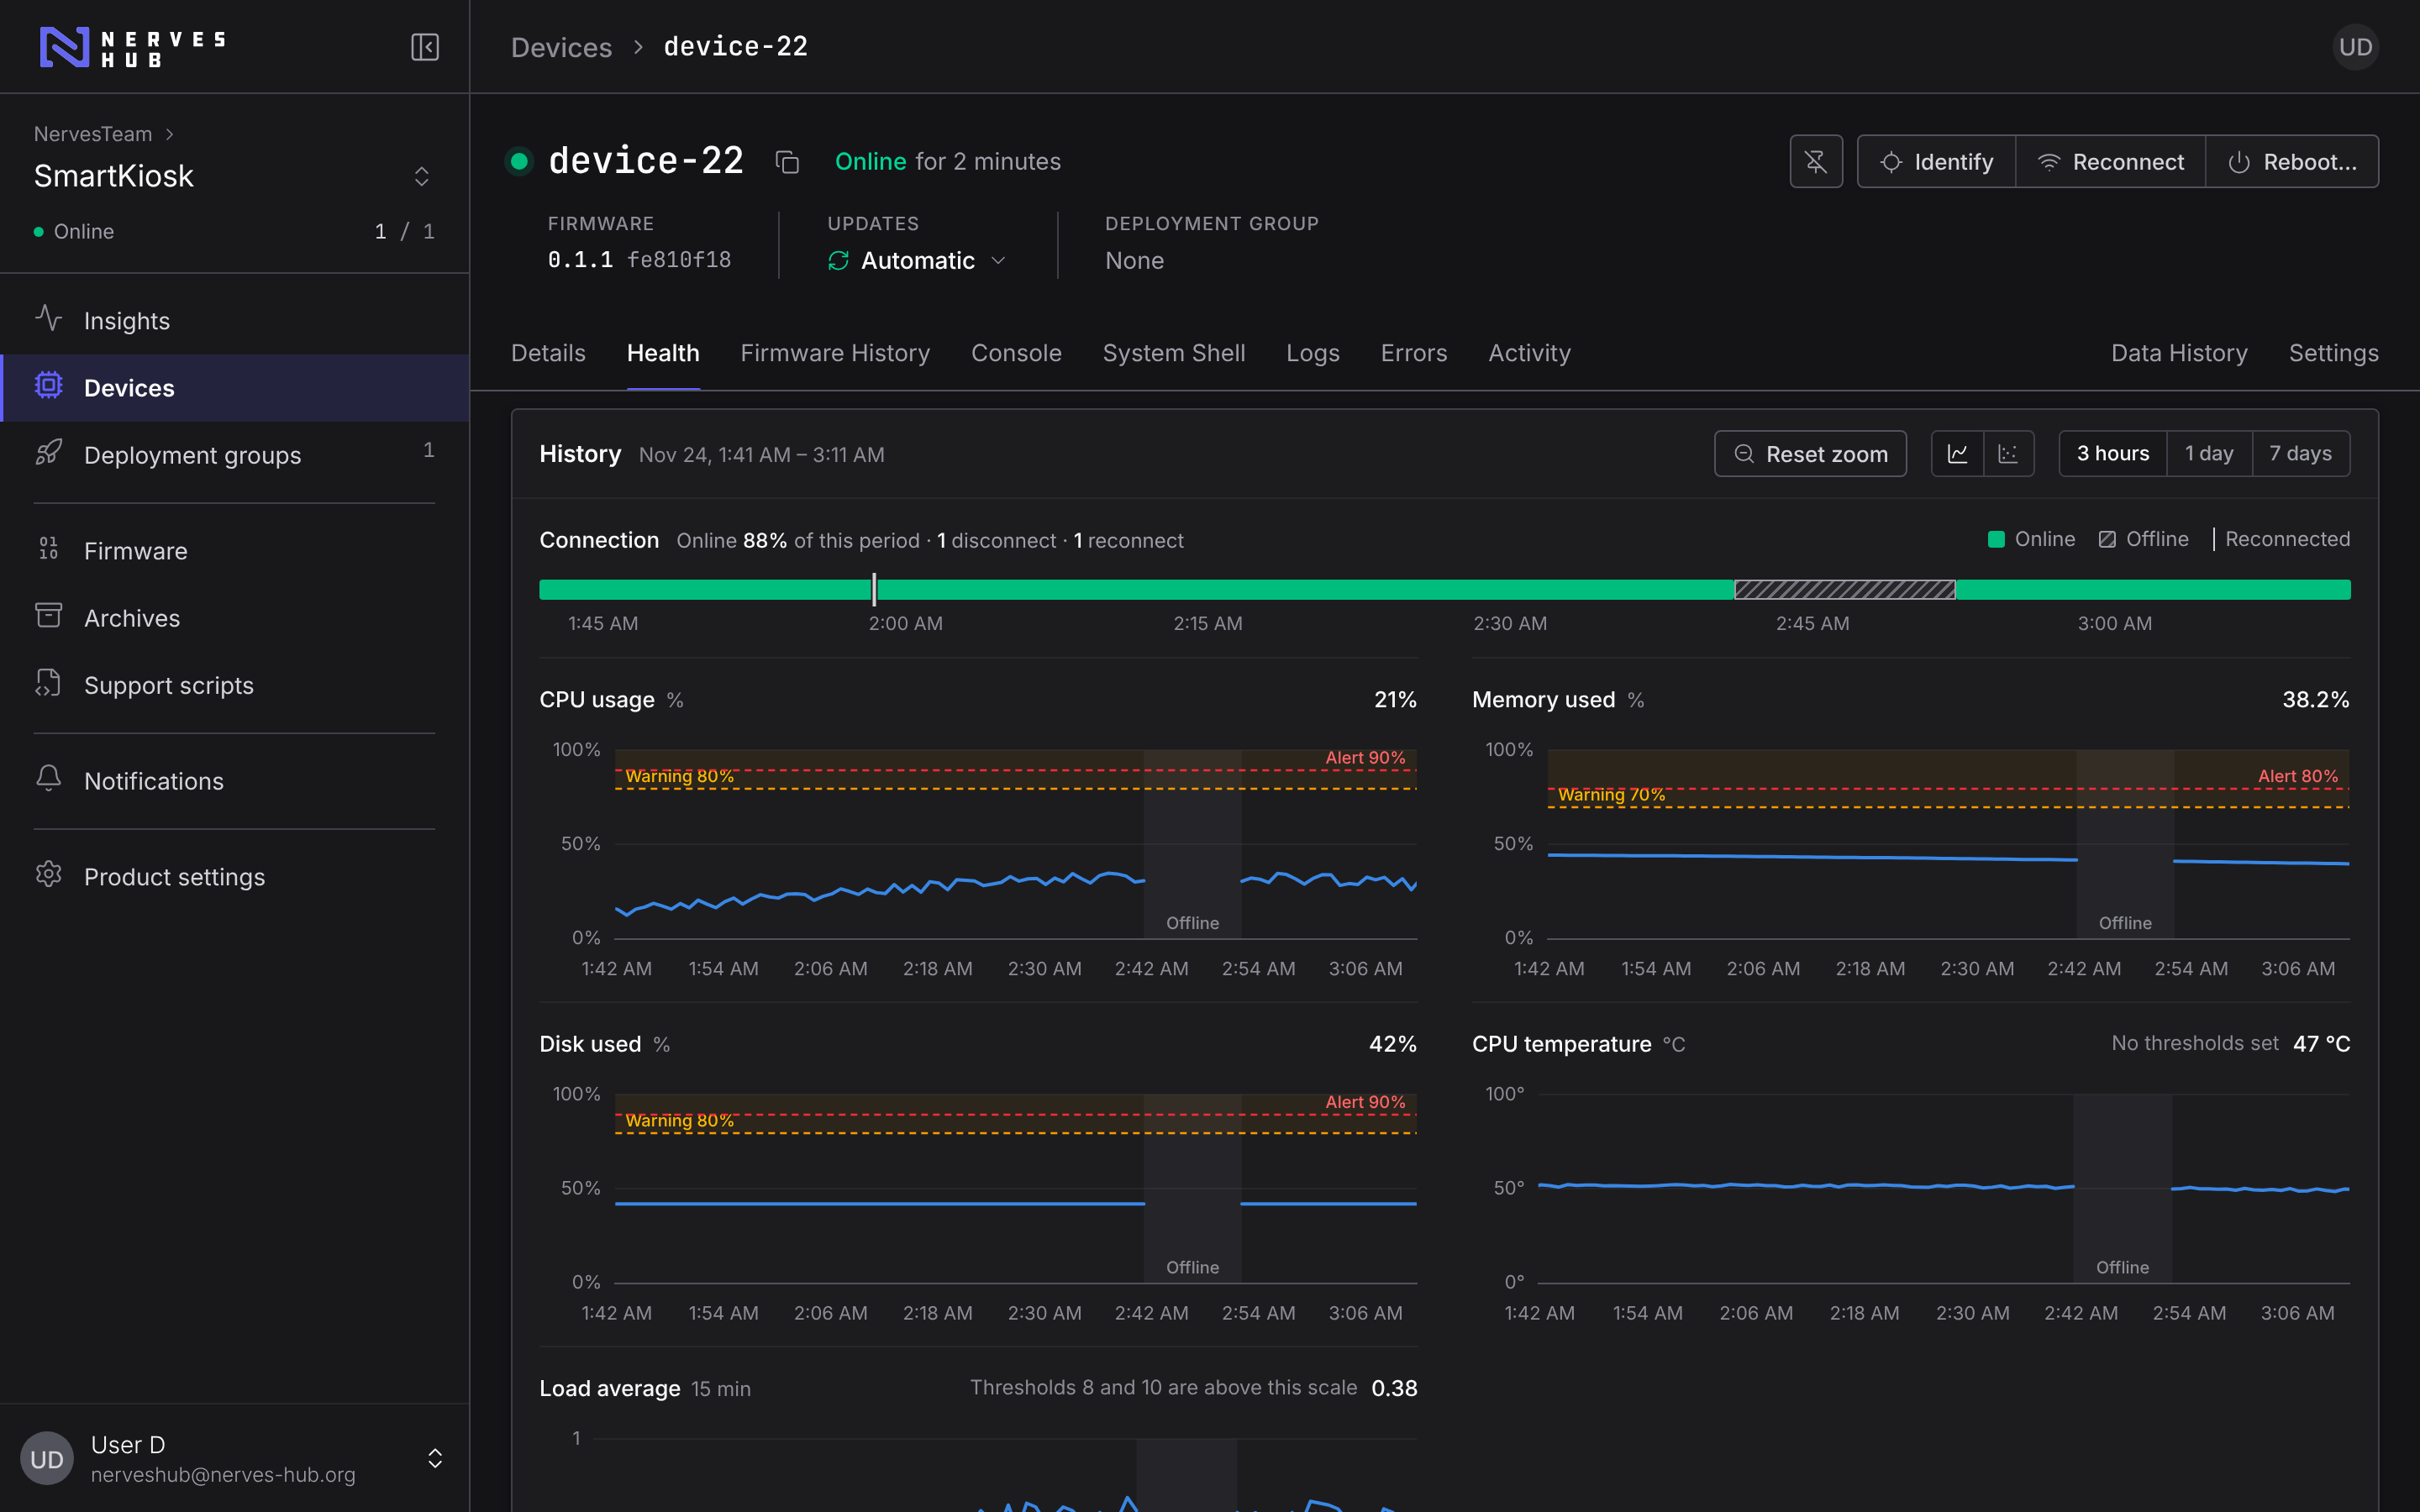 NERVES
HUB
Devices > device-22
UD
NervesTeam >
SmartKiosk
Online 1 / 1
Insights
Devices
Deployment groups 1
Firmware
Archives
Support scripts
Notifications
Product settings
UD
User D
nerveshub@nerves-hub.org
device-22 Online for 2 minutes
Identify Reconnect Reboot...
FIRMWARE UPDATES DEPLOYMENT GROUP
0.1.1 fe810f18 Automatic None
Details Health Firmware History Console System Shell Logs Errors Activity Data History Settings
History Nov 24, 1:41 AM – 3:11 AM Reset zoom 3 hours 1 day 7 days
Connection Online 88% of this period · 1 disconnect · 1 reconnect Online Offline Reconnected
1:45 AM 2:00 AM 2:15 AM 2:30 AM 2:45 AM 3:00 AM
CPU usage % 21%
100%
Alert 90%
Warning 80%
50%
Offline
0%
1:42 AM 1:54 AM 2:06 AM 2:18 AM 2:30 AM 2:42 AM 2:54 AM 3:06 AM
Memory used % 38.2%
100%
Alert 80%
Warning 70%
50%
Offline
0%
1:42 AM 1:54 AM 2:06 AM 2:18 AM 2:30 AM 2:42 AM 2:54 AM 3:06 AM
Disk used % 42%
100%
Alert 90%
Warning 80%
50%
Offline
0%
1:42 AM 1:54 AM 2:06 AM 2:18 AM 2:30 AM 2:42 AM 2:54 AM 3:06 AM
CPU temperature °C No thresholds set 47 °C
100°
50°
Offline
0°
1:42 AM 1:54 AM 2:06 AM 2:18 AM 2:30 AM 2:42 AM 2:54 AM 3:06 AM
Load average 15 min Thresholds 8 and 10 are above this scale 0.38
1